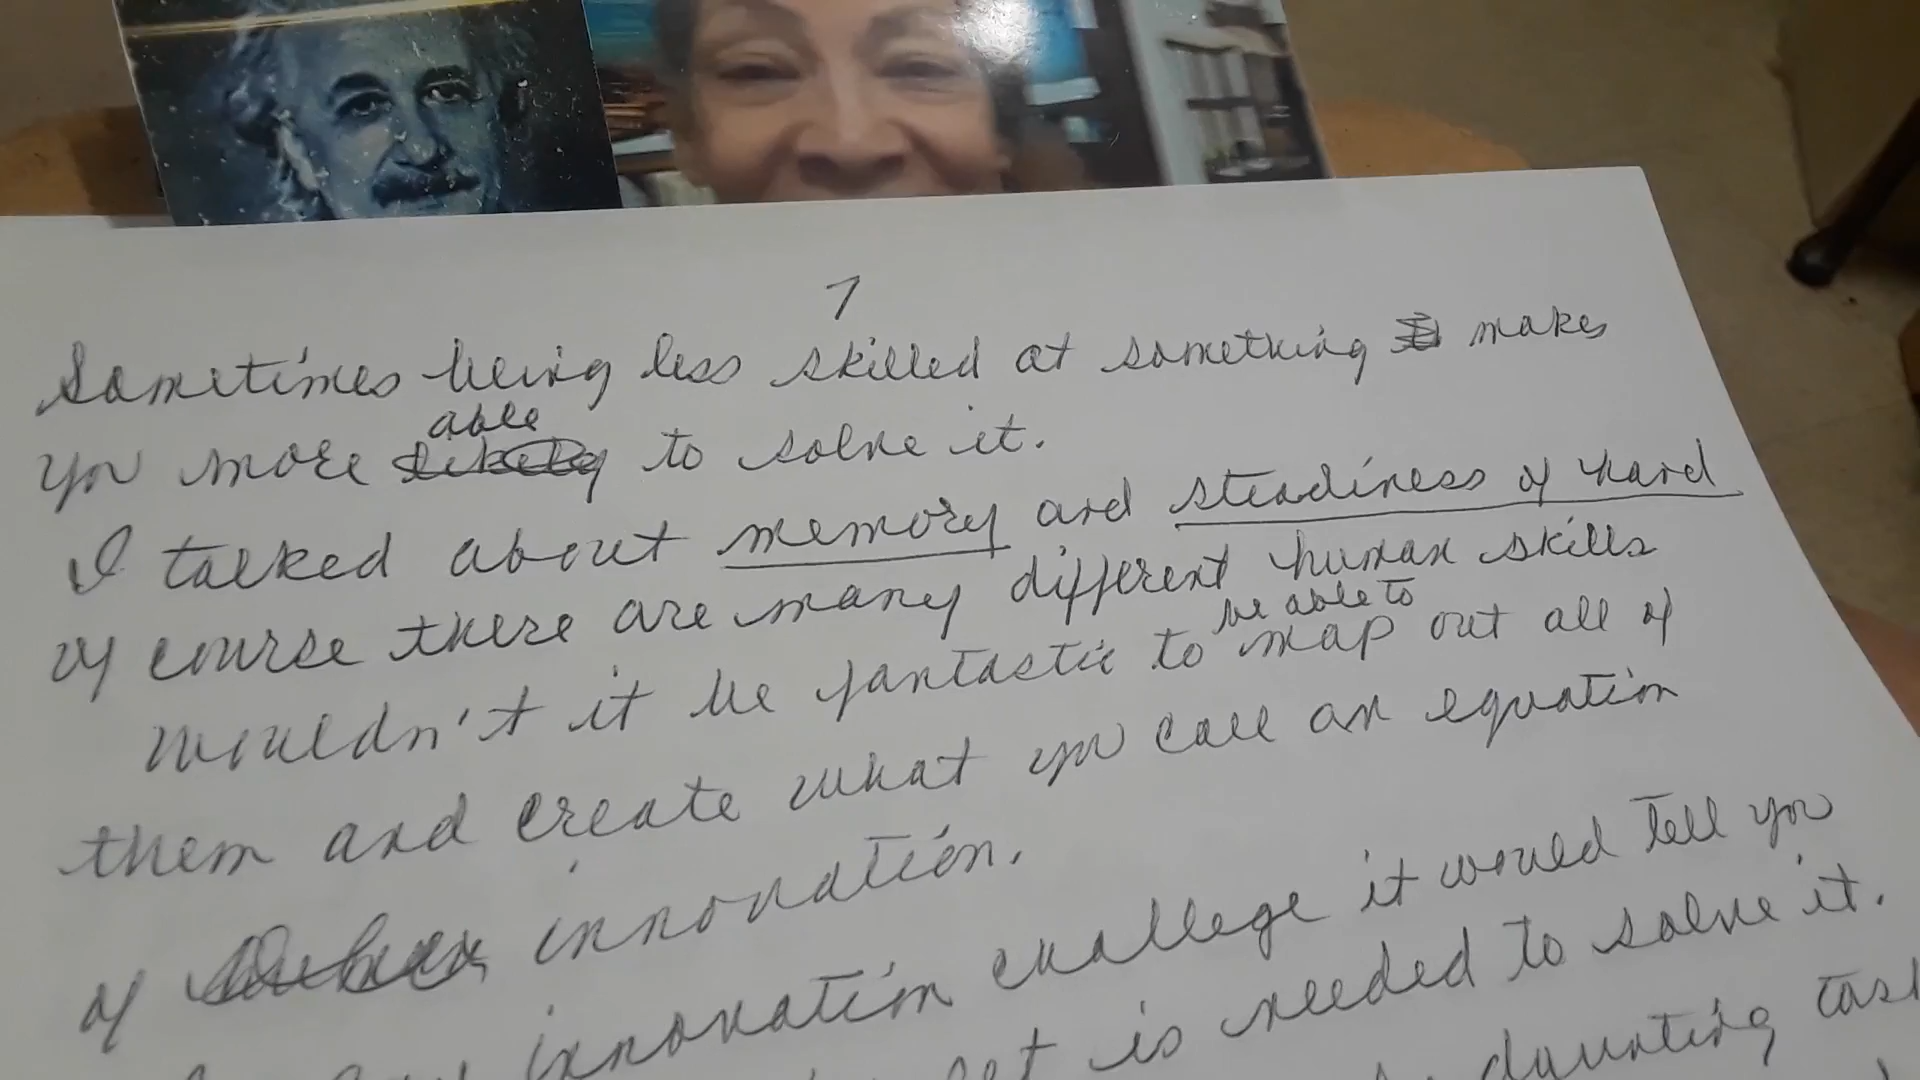 7
Sometimes being less skilled at something makes
able
you more likely to solve it.
I talked about memory and steadiness of hand
of course there are many different human skills
be able to
Wouldn't it be fantastic to map out all of
them and create what you call an equation
of innovation.
innovation challege it would tell you
is needed to solve it.
daunting task